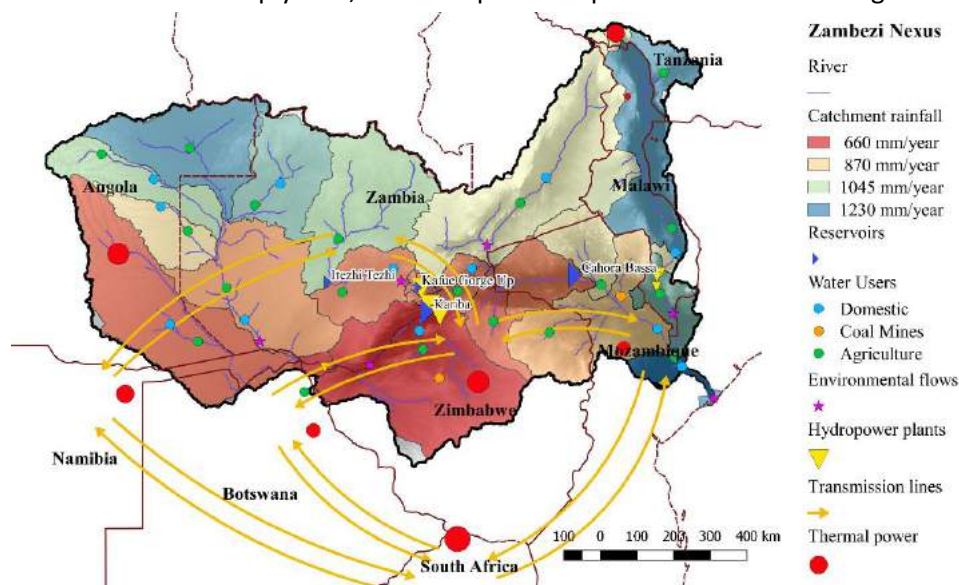 Zambezi Nexus
River
Catchment rainfall
660 mm/year
870 mm/year
1045 mm/year
1230 mm/year
Reservoirs
Water Users
Domestic
Coal Mines
Agriculture
Environmental flows
Hydropower plants
Transmission lines
Thermal power
Tanzania
Angola
Zambia
Malawi
Itezhi Tezhi
Kafue Gorge Up
Cahora Bassa
Kariba
Mozambique
Zimbabwe
Namibia
Botswana
South Africa
100 0 100 200 300 400 km